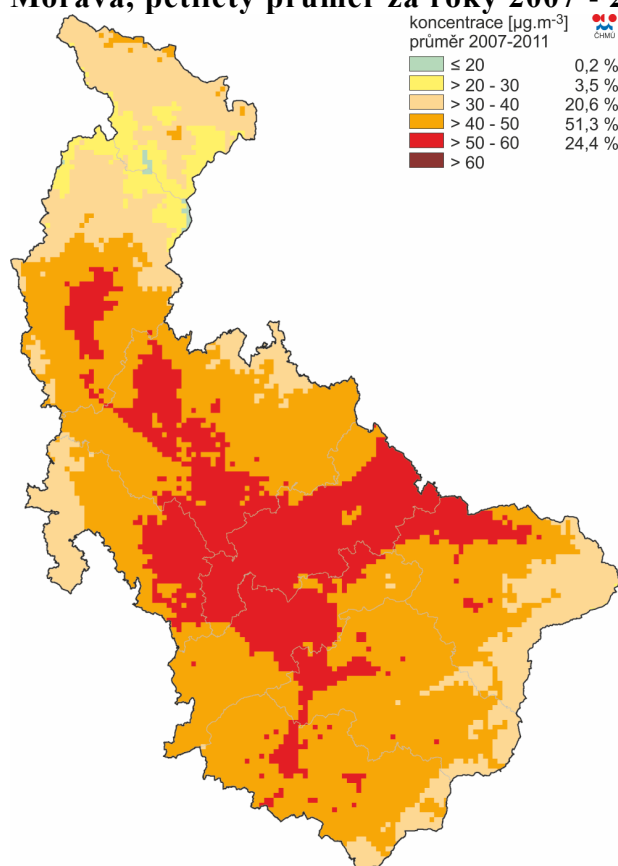 Morava, pětiletý průměr za roky 2007 - 2
koncentrace [µg.m-3]
průměr 2007-2011
ČHMÚ
≤ 20 0,2 %
> 20 - 30 3,5 %
> 30 - 40 20,6 %
> 40 - 50 51,3 %
> 50 - 60 24,4 %
> 60